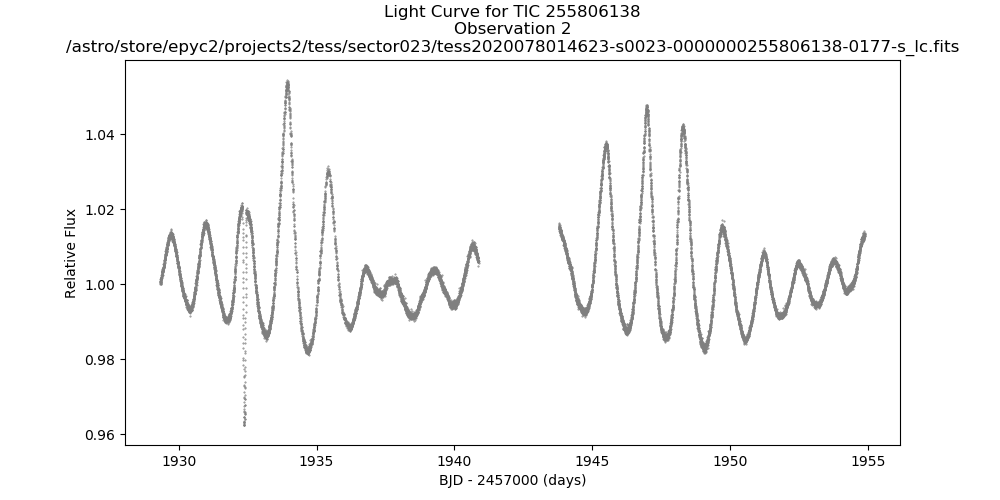 Light Curve for TIC 255806138
Observation 2
/astro/store/epyc2/projects2/tess/sector023/tess2020078014623-s0023-0000000255806138-0177-s_lc.fits
1.04
1.02
1.00
0.98
0.96
Relative Flux
1930
1935
1940
1945
1950
1955
BJD - 2457000 (days)